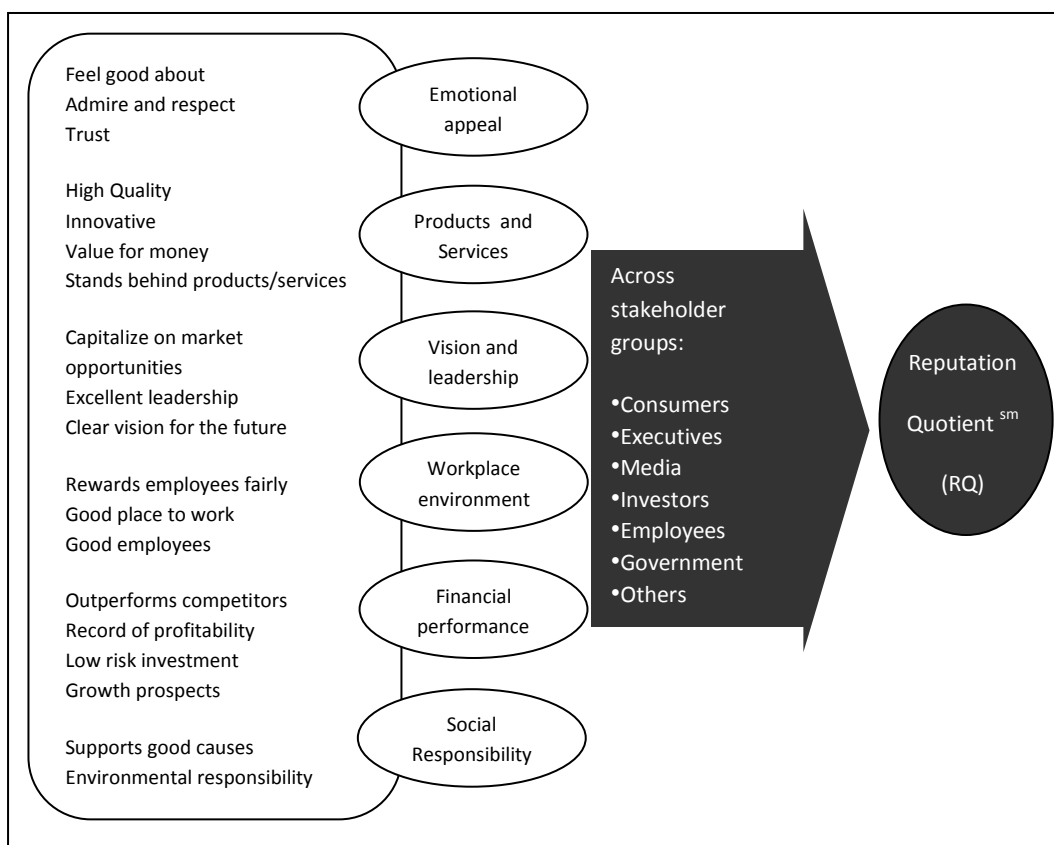 Feel good about
Admire and respect
Trust
Emotional
appeal
High Quality
Innovative
Value for money
Stands behind products/services
Products and
Services
Capitalize on market
opportunities
Excellent leadership
Clear vision for the future
Vision and
leadership
Rewards employees fairly
Good place to work
Good employees
Workplace
environment
Outperforms competitors
Record of profitability
Low risk investment
Growth prospects
Financial
performance
Supports good causes
Environmental responsibility
Social
Responsibility
Across
stakeholder
groups:
•Consumers
•Executives
•Media
•Investors
•Employees
•Government
•Others
Reputation
Quotient sm
(RQ)